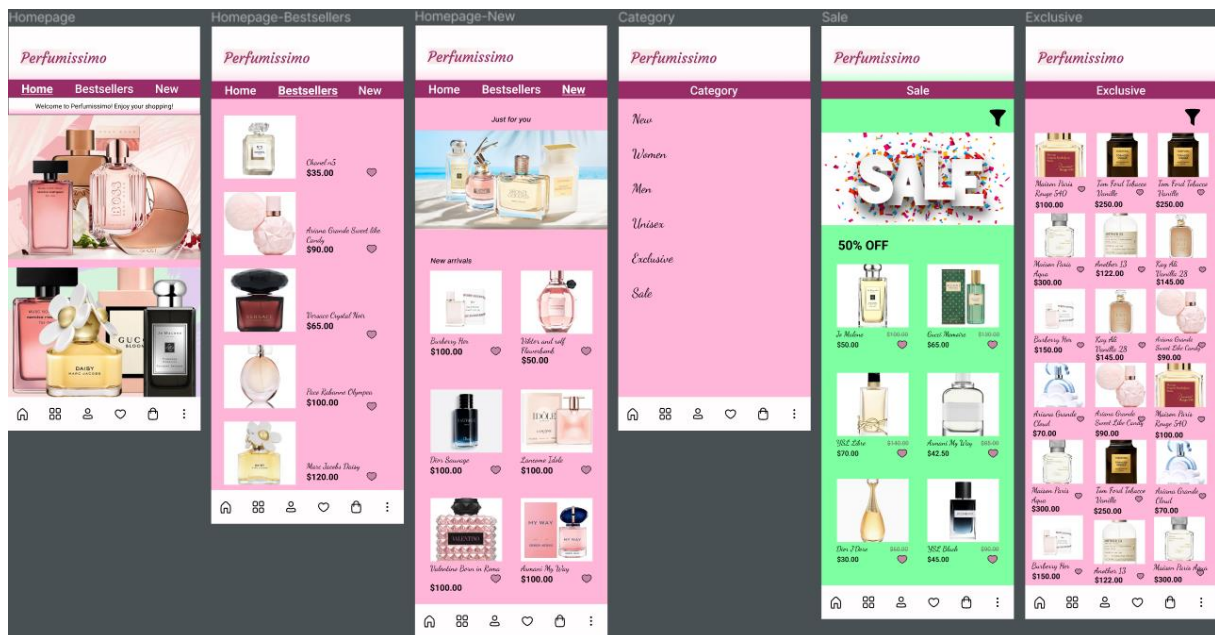 Homepage
Perfumissimo
Home Bestsellers New
Welcome to Perfumissimo! Enjoy your shopping!
BOSS
GUCCI
BLOOM
DAISY
MARC JACOBS
Homepage-Bestsellers
Perfumissimo
Home Bestsellers New
Chanel n5
$35.00
Ariana Grande Sweet like
Candy
$90.00
Versace Crystal Noir
$65.00
Paco Rabanne Olympea
$100.00
Marc Jacobs Daisy
$120.00
Homepage-New
Perfumissimo
Home Bestsellers New
Just for you
New arrivals
Burberry Her
$100.00
Viktor and rolf
Flowerbomb
$50.00
Dior Sauvage
$100.00
IDÔLE
Lancome Idole
$100.00
VALENTINO
Valentino Born in Roma
$100.00
MY WAY
Armani My Way
$100.00
Category
Perfumissimo
Category
New
Women
Men
Unisex
Exclusive
Sale
Sale
Perfumissimo
Sale
SALE
50% OFF
Jo Malone $100.00
$50.00
Gucci Memoire $130.00
$65.00
YSL Libre $140.00
$70.00
Armani My Way $85.00
$42.50
Dior J'Dore $60.00
$30.00
YSL Black $90.00
$45.00
Exclusive
Perfumissimo
Exclusive
Maison Paris
Rouge 540
$100.00
Tom Ford Tobacco
Vanille
$250.00
Tom Ford Tobacco
Vanille
$250.00
Maison Paris
Aqua
$300.00
Another 13
$122.00
Kay Ali
Vanilla 28
$145.00
Burberry Her
$150.00
Kay Ali
Vanilla 28
$145.00
Ariana Grande
Sweet Like Candy
$90.00
Ariana Grande
Cloud
$70.00
Ariana Grande
Sweet Like Candy
$90.00
Maison Paris
Rouge 540
$100.00
Maison Paris
Aqua
$300.00
Tom Ford Tobacco
Vanille
$250.00
Ariana Grande
Cloud
$70.00
Burberry Her
$150.00
Another 13
$122.00
Maison Paris Aqua
$300.00